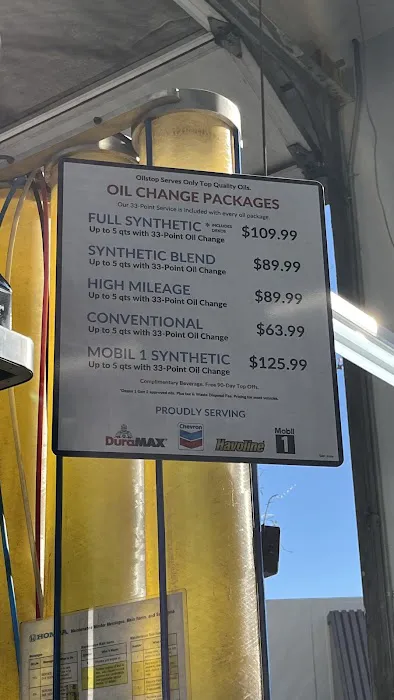 Oilstop Serves Only Top Quality Oils.
OIL CHANGE PACKAGES
Our 33-Point Service is included with every oil package.
FULL SYNTHETIC INCLUDES $109.99
Up to 5 qts with 33-Point Oil Change
SYNTHETIC BLEND $89.99
Up to 5 qts with 33-Point Oil Change
HIGH MILEAGE $89.99
Up to 5 qts with 33-Point Oil Change
CONVENTIONAL $63.99
Up to 5 qts with 33-Point Oil Change
MOBIL 1 SYNTHETIC $125.99
Up to 5 qts with 33-Point Oil Change
Complimentary Beverage. Free 90-Day Top Offs.
PROUDLY SERVING
DuraMAX Chevron Havoline Mobil 1
HONDA